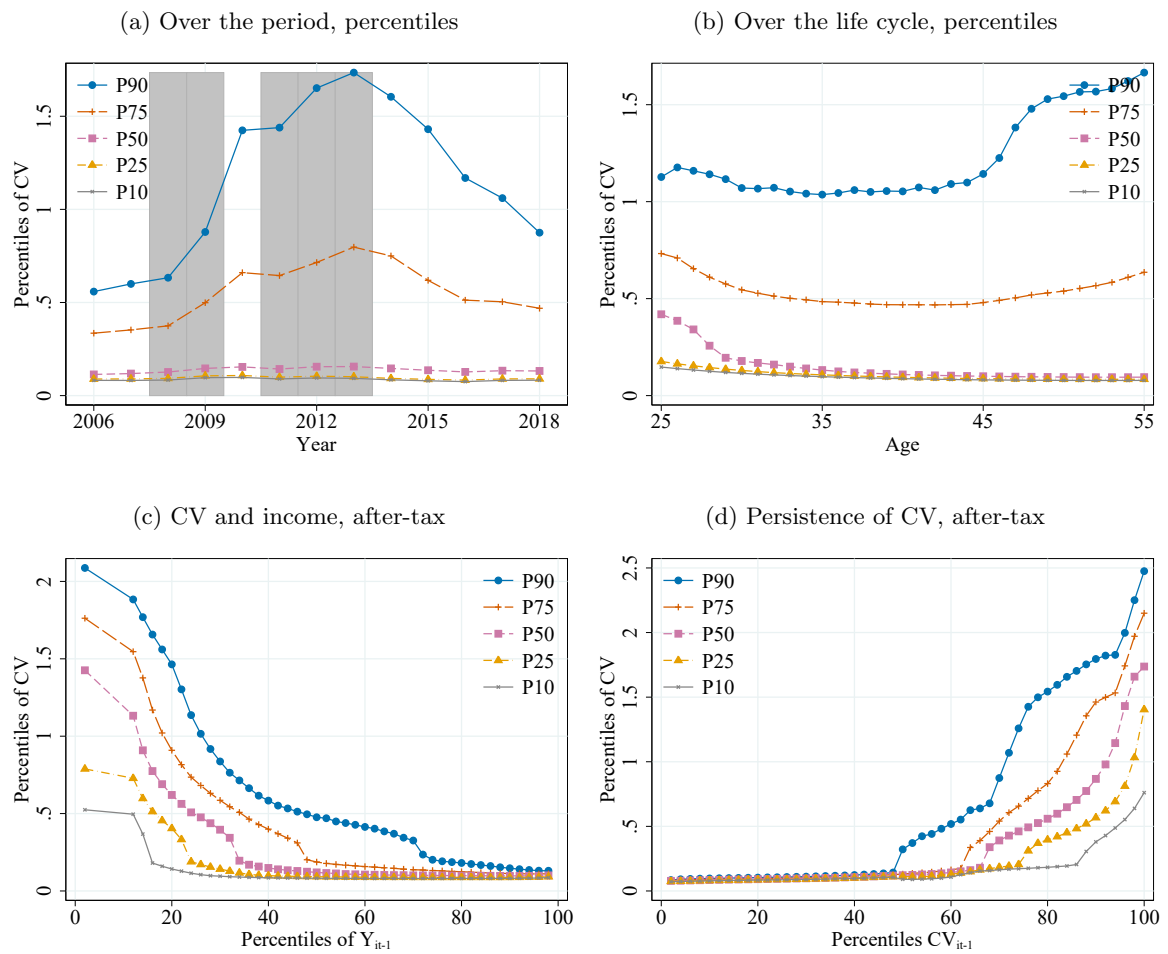 (a) Over the period, percentiles
P90
P75
P50
P25
P10
Percentiles of CV
0
.5
1
1.5
2006
2009
2012
2015
2018
Year
(b) Over the life cycle, percentiles
P90
P75
P50
P25
P10
Percentiles of CV
0
.5
1
1.5
25
35
45
55
Age
(c) CV and income, after-tax
P90
P75
P50
P25
P10
Percentiles of CV
0
.5
1
1.5
2
0
20
40
60
80
100
Percentiles of Y_it-1
(d) Persistence of CV, after-tax
P90
P75
P50
P25
P10
Percentiles of CV
0
.5
1
1.5
2
2.5
0
20
40
60
80
100
Percentiles CV_it-1